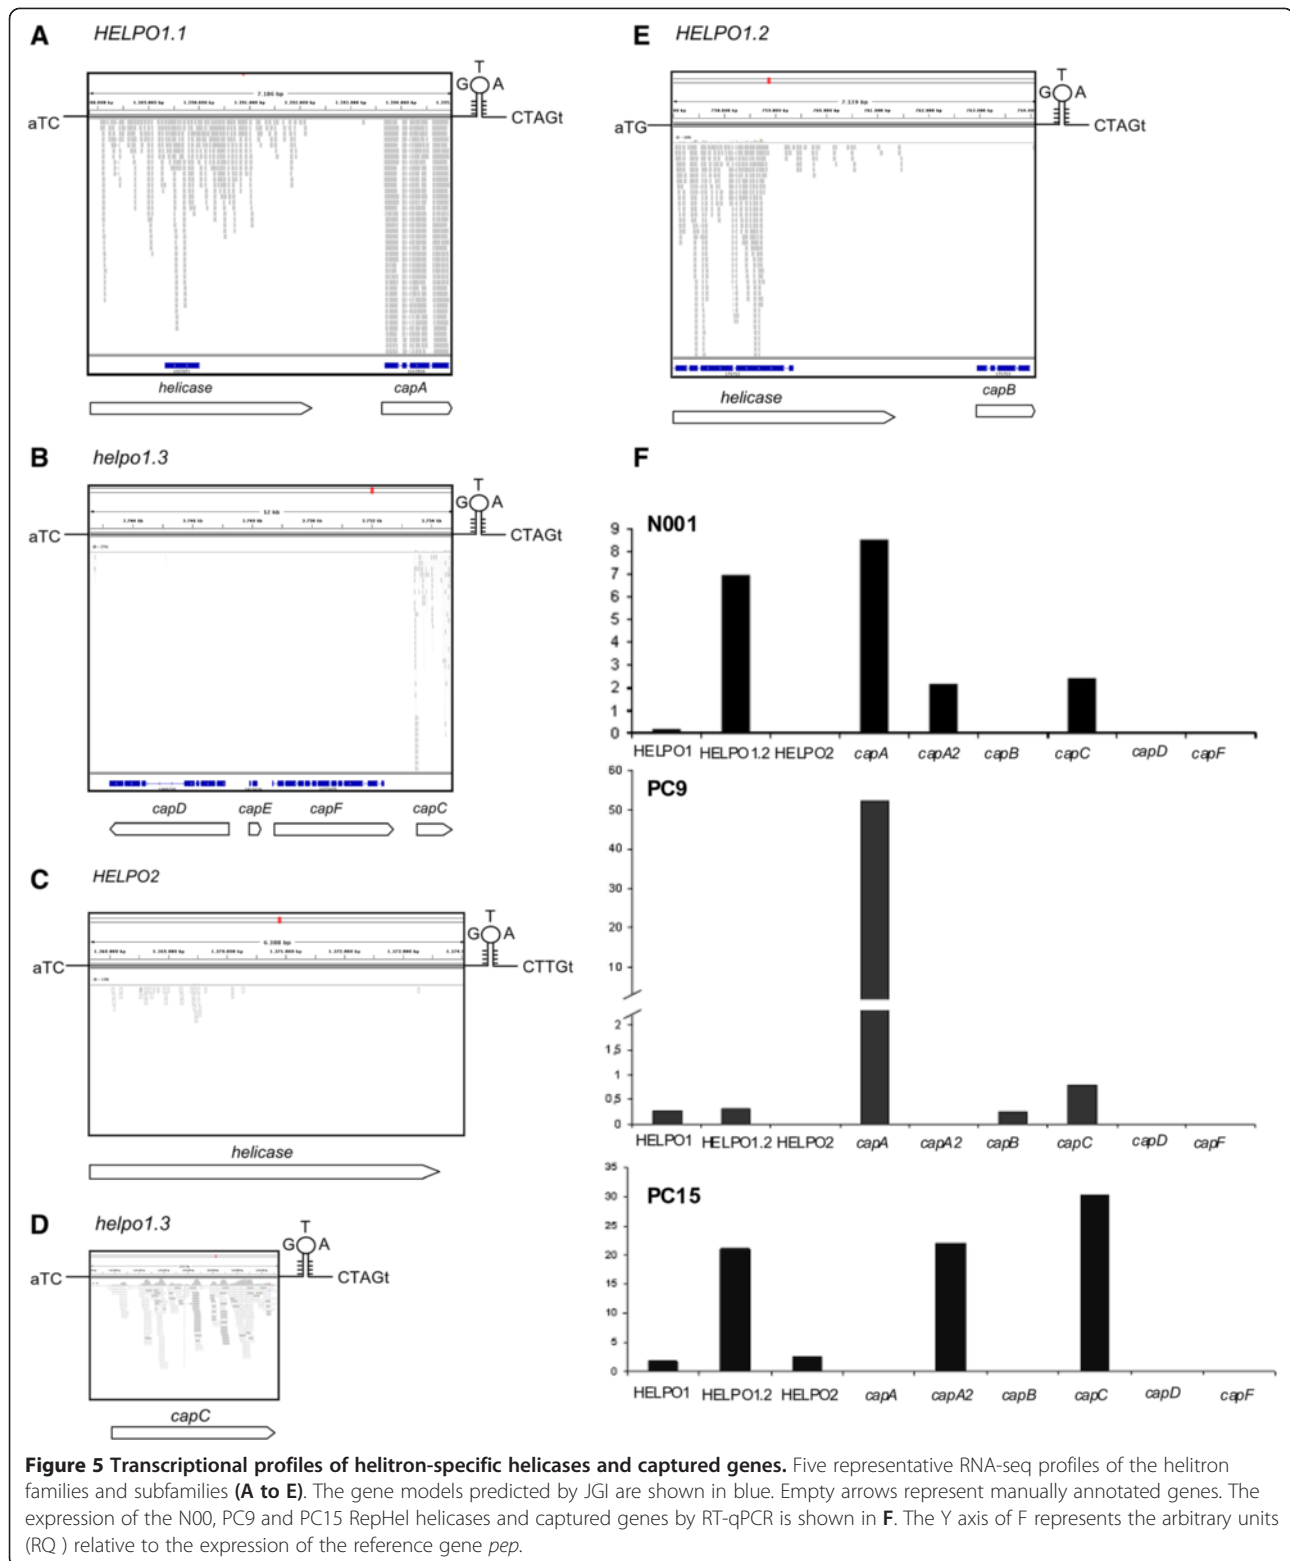 A HELPO1.1
T
G A
7.186 bp
aTC
CTAGt
helicase capA
E HELPO1.2
T
G A
7.119 bp
aTG
CTAGt
helicase
capB
B helpo1.3
T
G A
12 kb
aTC
CTAGt
capD capE capF capC
C HELPO2
T
G A
aTC
CTTGt
helicase
D helpo1.3
T
G A
aTC
CTAGt
capC
F
N001
9
8
7
6
5
4
3
2
1
0
HELPO1 HELPO1.2 HELPO2 capA capA2 capB capC capD capF
PC9
60
50
40
30
20
10
2
1,5
1
0,5
0
HELPO1 HELPO1.2 HELPO2 capA capA2 capB capC capD capF
PC15
35
30
25
20
15
10
5
0
HELPO1 HELPO1.2 HELPO2 capA capA2 capB capC capD capF
Figure 5 Transcriptional profiles of helitron-specific helicases and captured genes. Five representative RNA-seq profiles of the helitron
families and subfamilies (A to E). The gene models predicted by JGI are shown in blue. Empty arrows represent manually annotated genes. The
expression of the N00, PC9 and PC15 RepHel helicases and captured genes by RT-qPCR is shown in F. The Y axis of F represents the arbitrary units
(RQ ) relative to the expression of the reference gene pep.